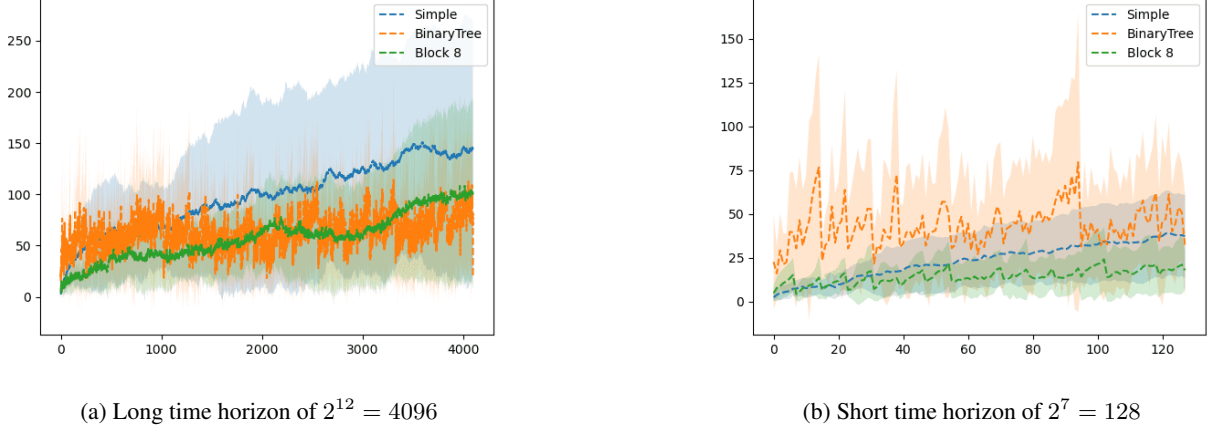 Simple
BinaryTree
Block 8
250
200
150
100
50
0
0 1000 2000 3000 4000
(a) Long time horizon of 2^12 = 4096
Simple
BinaryTree
Block 8
150
125
100
75
50
25
0
0 20 40 60 80 100 120
(b) Short time horizon of 2^7 = 128